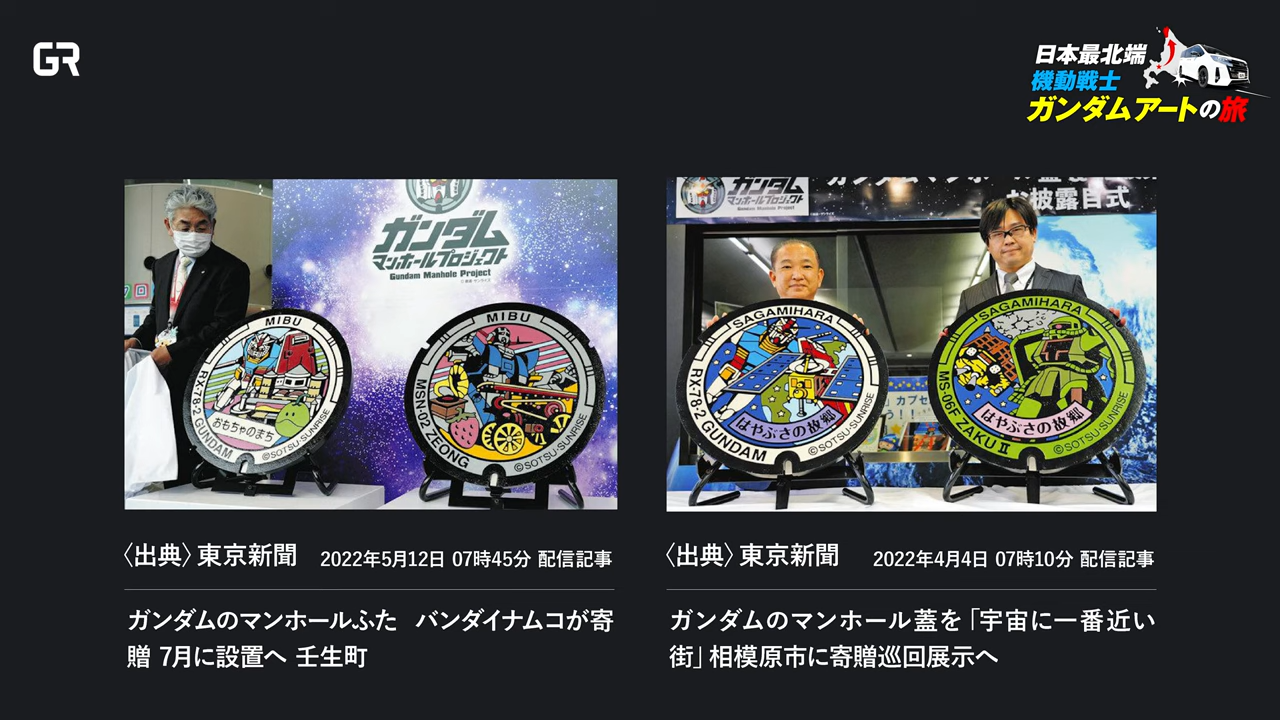 GR
日本最北端
機動戦士
ガンダムアートの旅
ガンダム
マンホールプロジェクト
Gundam Manhole Project
MIBU
RX-78-2 GUNDAM
おもちゃのまち
©SOTSU・SUNRISE
MIBU
MSN-02 ZEONG
©SOTSU・SUNRISE
ガンダム
マンホールプロジェクト
Gundam Manhole Project
お披露目式
SAGAMIHARA
RX-78-2 GUNDAM
はやぶさの故郷
©SOTSU・SUNRISE
SAGAMIHARA
MS-06F ZAKU II
はやぶさの故郷
©SOTSU・SUNRISE
〈出典〉東京新聞 2022年5月12日 07時45分 配信記事
ガンダムのマンホールふた バンダイナムコが寄
贈 7月に設置へ 壬生町
〈出典〉東京新聞 2022年4月4日 07時10分 配信記事
ガンダムのマンホール蓋を「宇宙に一番近い
街」相模原市に寄贈巡回展示へ